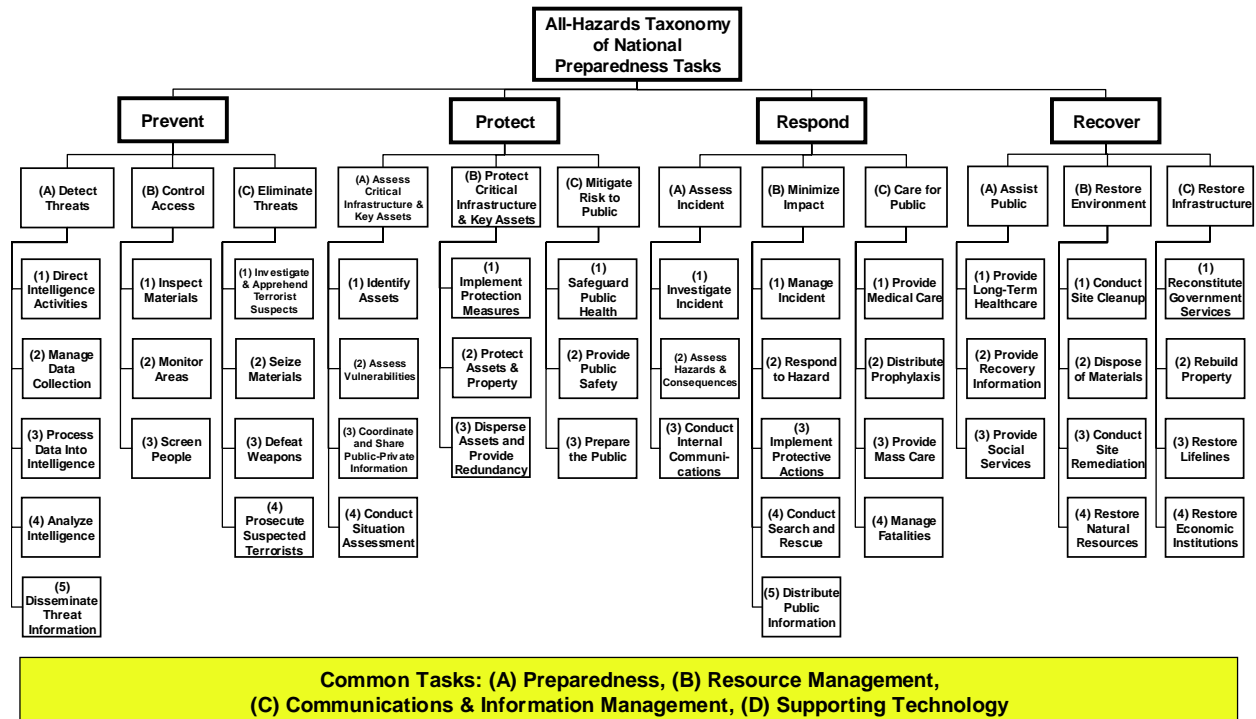 All-Hazards Taxonomy
of National
Preparedness Tasks
Prevent
Protect
Respond
Recover
(A) Detect
Threats
(B) Control
Access
(C) Eliminate
Threats
(A) Assess
Critical
Infrastructure &
Key Assets
(B) Protect
Critical
Infrastructure
& Key Assets
(C) Mitigate
Risk to
Public
(A) Assess
Incident
(B) Minimize
Impact
(C) Care for
Public
(A) Assist
Public
(B) Restore
Environment
(C) Restore
Infrastructure
(1) Direct
Intelligence
Activities
(1) Inspect
Materials
(1) Investigate
& Apprehend
Terrorist
Suspects
(1) Identify
Assets
(1)
Implement
Protection
Measures
(1)
Safeguard
Public
Health
(1)
Investigate
Incident
(1) Manage
Incident
(1) Provide
Medical Care
(1) Provide
Long-Term
Healthcare
(1) Conduct
Site Cleanup
(1)
Reconstitute
Government
Services
(2) Manage
Data
Collection
(2) Monitor
Areas
(2) Seize
Materials
(2) Assess
Vulnerabilities
(2) Protect
Assets &
Property
(2) Provide
Public
Safety
(2) Assess
Hazards &
Consequences
(2) Respond
to Hazard
(2) Distribute
Prophylaxis
(2) Provide
Recovery
Information
(2) Dispose
of Materials
(2) Rebuild
Property
(3) Process
Data Into
Intelligence
(3) Screen
People
(3) Defeat
Weapons
(3) Coordinate
and Share
Public-Private
Information
(3) Disperse
Assets and
Provide
Redundancy
(3) Prepare
the Public
(3) Conduct
Internal
Communi-
cations
(3)
Implement
Protective
Actions
(3) Provide
Mass Care
(3) Provide
Social
Services
(3) Conduct
Site
Remediation
(3) Restore
Lifelines
(4) Analyze
Intelligence
(4)
Prosecute
Suspected
Terrorists
(4) Conduct
Situation
Assessment
(4) Conduct
Search and
Rescue
(4) Manage
Fatalities
(4) Restore
Natural
Resources
(4) Restore
Economic
Institutions
(5)
Disseminate
Threat
Information
(5) Distribute
Public
Information
Common Tasks: (A) Preparedness, (B) Resource Management,
(C) Communications & Information Management, (D) Supporting Technology